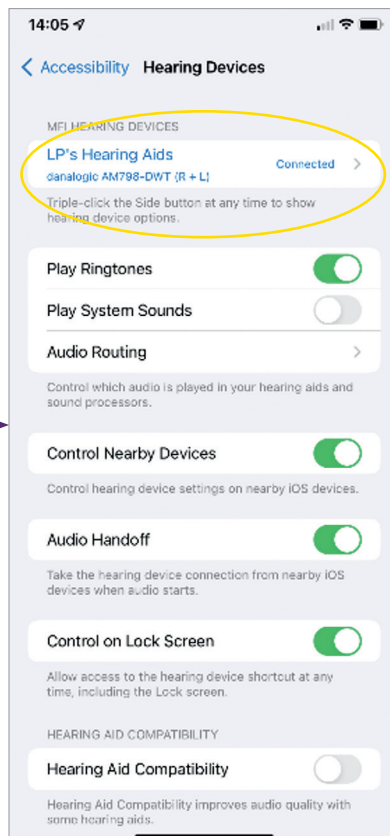 14:05
Accessibility Hearing Devices
MFI HEARING DEVICES
LP's Hearing Aids
Connected
danalogic AM798-DWT (R + L)
Triple-click the Side button at any time to show
hearing device options.
Play Ringtones
Play System Sounds
Audio Routing
Control which audio is played in your hearing aids and
sound processors.
Control Nearby Devices
Control hearing device settings on nearby iOS devices.
Audio Handoff
Take the hearing device connection from nearby iOS
devices when audio starts.
Control on Lock Screen
Allow access to the hearing device shortcut at any
time, including the Lock screen.
HEARING AID COMPATIBILITY
Hearing Aid Compatibility
Hearing Aid Compatibility improves audio quality with
some hearing aids.